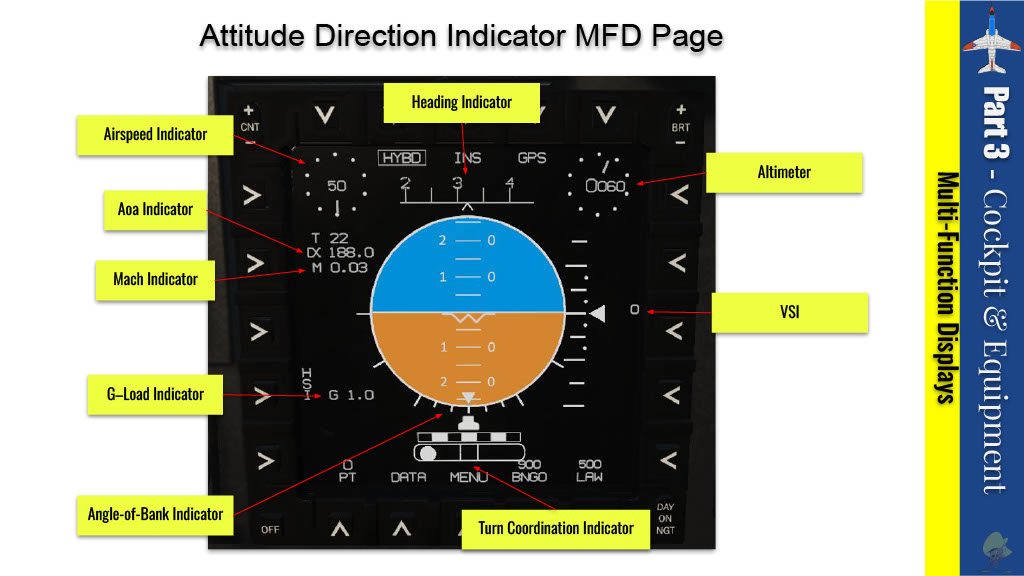 Attitude Direction Indicator MFD Page
Heading Indicator
+
CNT
−
+
BRT
−
Airspeed Indicator
HYBD INS GPS
50
2 3 4
0060
Altimeter
Aoa Indicator
T 22
α 188.0
M 0.03
Mach Indicator
2 0
1 0
1 0
2 0
0
VSI
HSI
G 1.0
G–Load Indicator
0
PT
DATA
MENU
900
BNGO
500
LAW
Angle-of-Bank Indicator
OFF
Turn Coordination Indicator
DAY
ON
NGT
Part 3 - Cockpit & Equipment
Multi-Function Displays